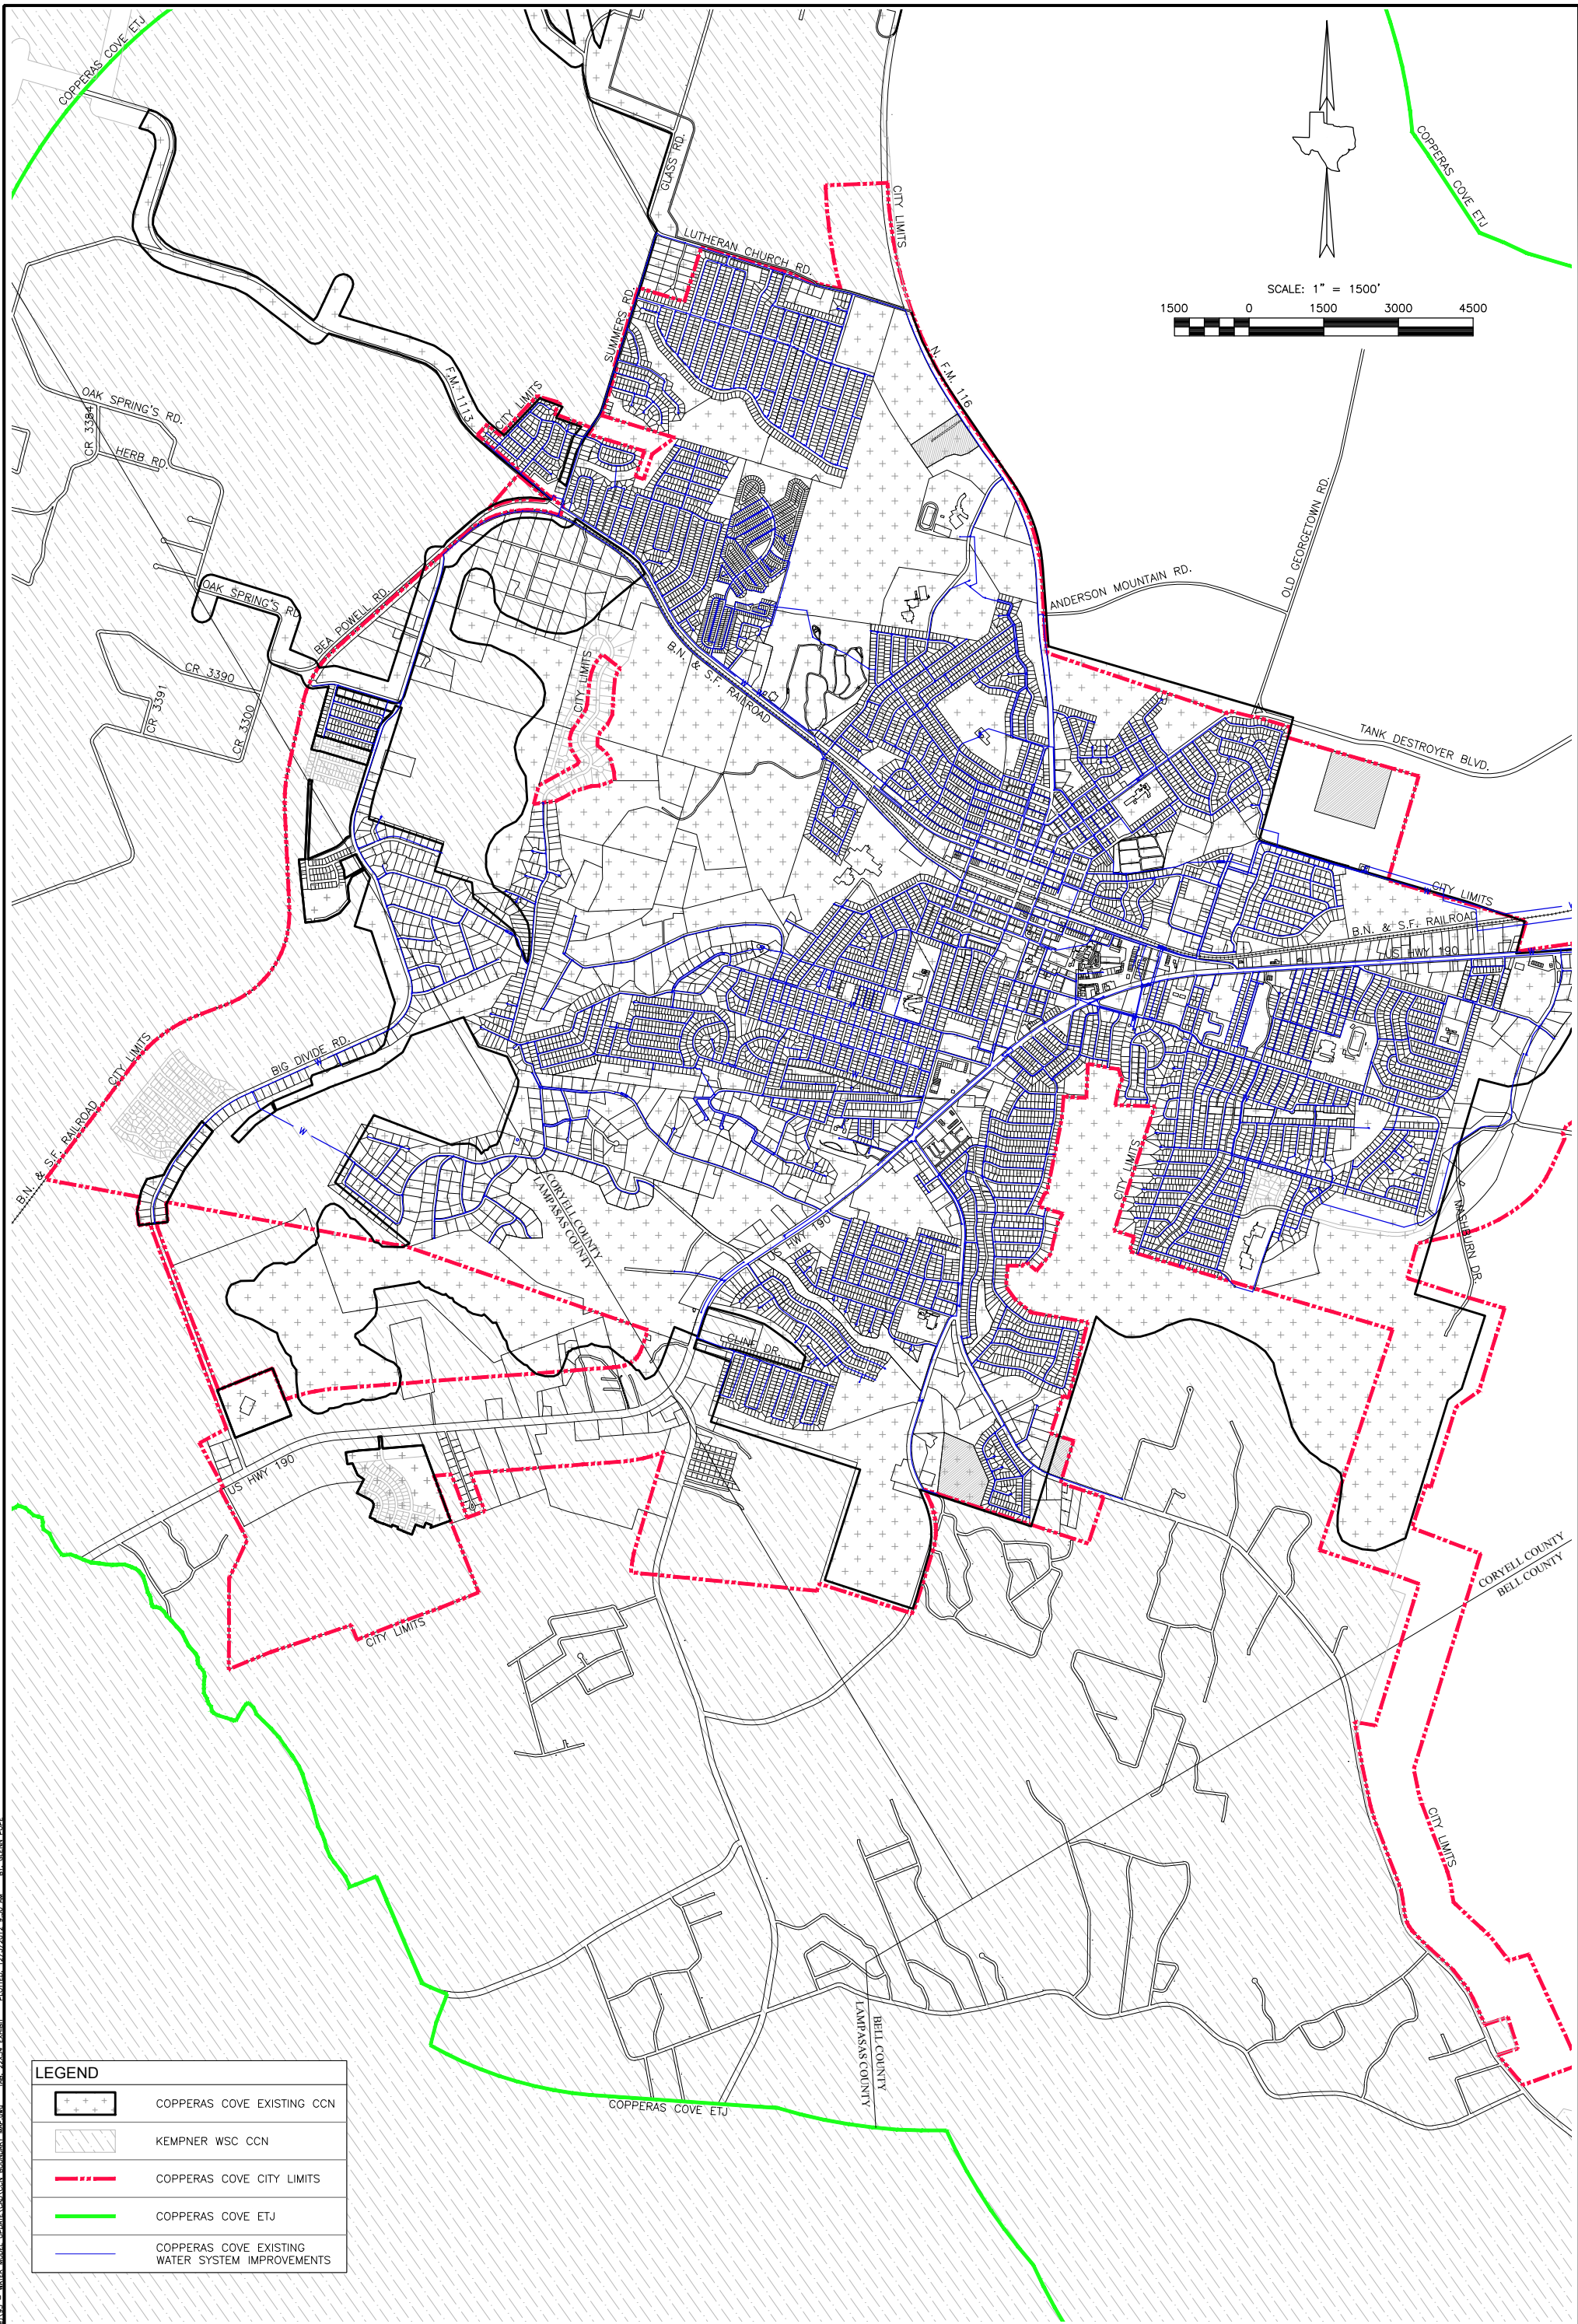 COPPERAS COVE ETJ
COPPERAS COVE ETJ
GLASS RD.
CITY LIMITS
LUTHERAN CHURCH RD.
SCALE: 1" = 1500'
1500 0 1500 3000 4500
SUMMERS RD.
N. F.M. 116
F.M. 1113
CITY LIMITS
OAK SPRING'S RD.
CR 3384
HERB RD
OLD GEORGETOWN RD.
ANDERSON MOUNTAIN RD.
OAK SPRING'S RD
BEA POWELL RD.
B.N. & S.F. RAILROAD
CITY LIMITS
CR 3390
CR 3391
CR 3300
TANK DESTROYER BLVD.
CITY LIMITS
B.N. & S.F. RAILROAD
US HWY 190
BIG DIVIDE RD.
CITY LIMITS
B.N. & S.F. RAILROAD
W
W
CITY LIMITS
CORYELL COUNTY
LAMPASAS COUNTY
MASHBURN DR.
US HWY 190
CLINE DR.
US HWY 190
CITY LIMITS
CORYELL COUNTY
BELL COUNTY
CITY LIMITS
BELL COUNTY
LAMPASAS COUNTY
COPPERAS COVE ETJ
LEGEND
COPPERAS COVE EXISTING CCN
KEMPNER WSC CCN
COPPERAS COVE CITY LIMITS
COPPERAS COVE ETJ
COPPERAS COVE EXISTING
WATER SYSTEM IMPROVEMENTS